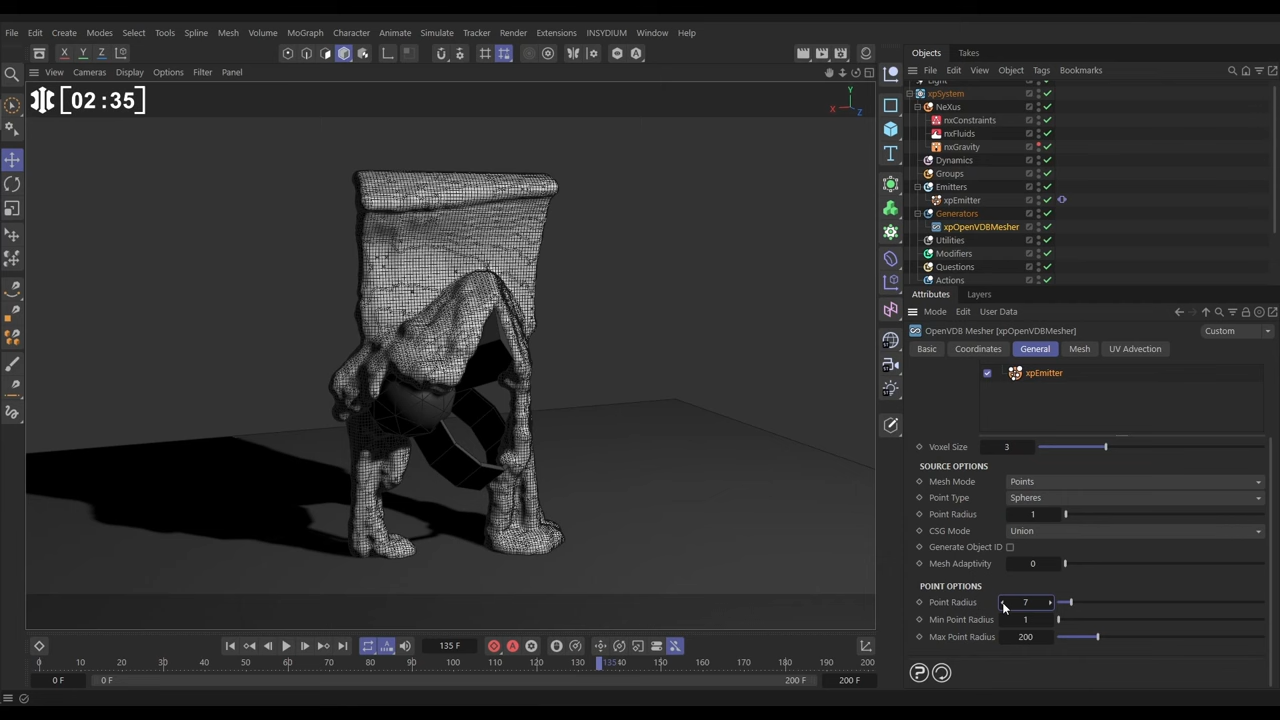 File Edit Create Modes Select Tools Spline Mesh Volume MoGraph Character Animate Simulate Tracker Render Extensions INSYDIUM Window Help
X Y Z
Objects Takes
View Cameras Display Options Filter Panel
File Edit View Object Tags Bookmarks
[02:35]
Y
X
Z
xpSystem
NeXus
nxConstraints
nxFluids
nxGravity
Dynamics
Groups
Emitters
xpEmitter
Generators
xpOpenVDBMesher
Utilities
Modifiers
Questions
Actions
Attributes Layers
Mode Edit User Data
OpenVDB Mesher [xpOpenVDBMesher] Custom
Basic Coordinates General Mesh UV Advection
xpEmitter
Voxel Size 3
SOURCE OPTIONS
Mesh Mode Points
Point Type Spheres
Point Radius 1
CSG Mode Union
Generate Object ID
Mesh Adaptivity 0
POINT OPTIONS
Point Radius 7
Min Point Radius 1
Max Point Radius 200
135 F
0 10 20 30 40 50 60 70 80 90 100 110 120 135 140 150 160 170 180 190 200
0 F 0 F 200 F 200 F